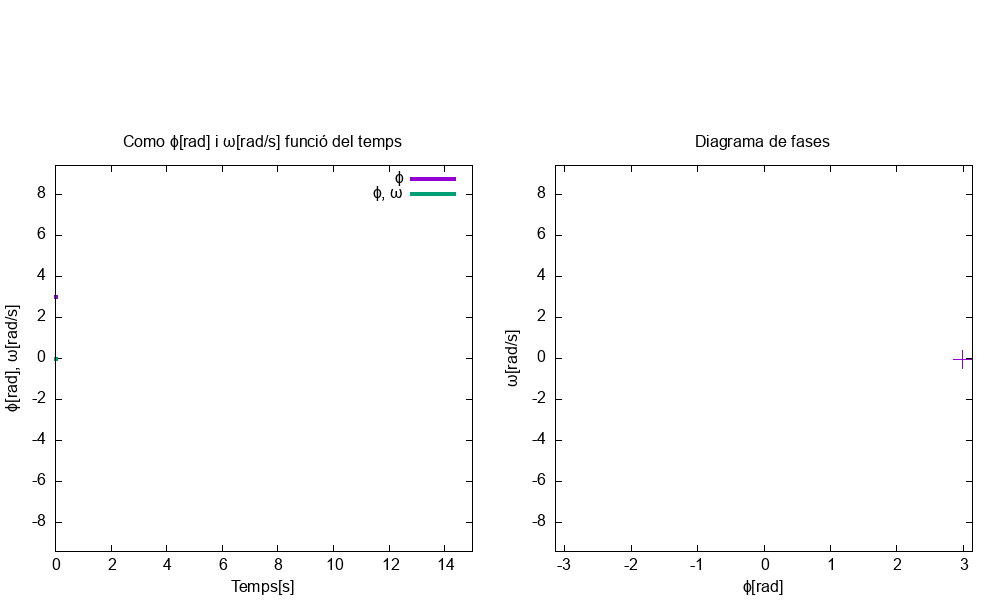 Como ϕ[rad] i ω[rad/s] funció del temps
ϕ
ϕ, ω
8
6
4
2
0
-2
-4
-6
-8
ϕ[rad], ω[rad/s]
0 2 4 6 8 10 12 14
Temps[s]
Diagrama de fases
8
6
4
2
0
-2
-4
-6
-8
ω[rad/s]
-3 -2 -1 0 1 2 3
ϕ[rad]